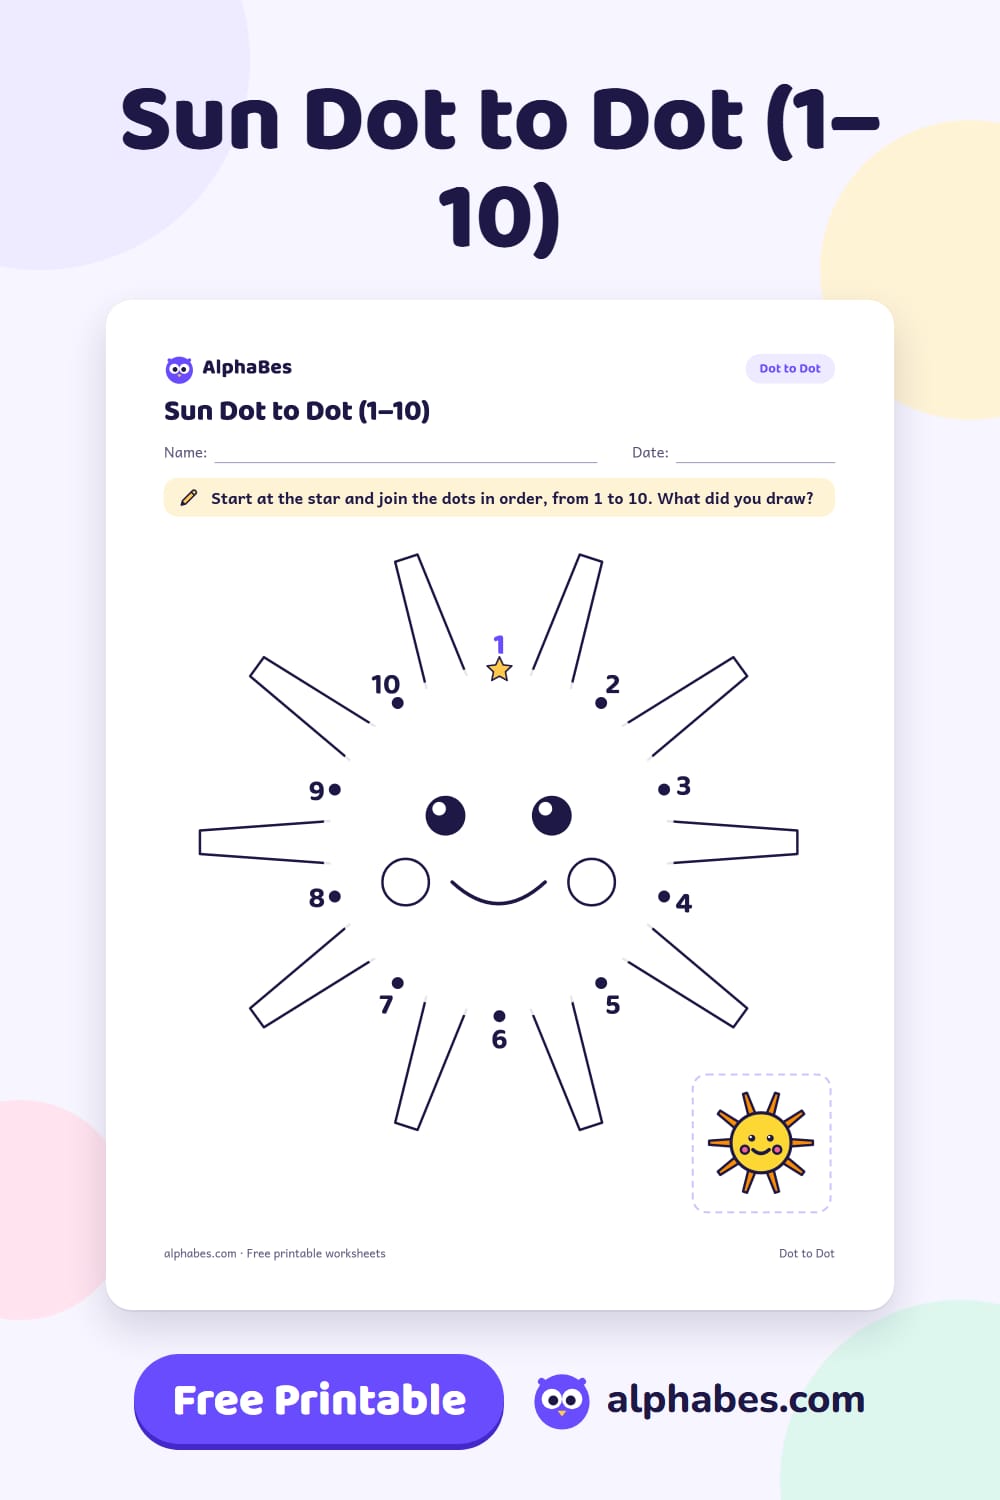 Sun Dot to Dot (1–
10)
AlphaBes
Dot to Dot
Sun Dot to Dot (1–10)
Name:
Date:
Start at the star and join the dots in order, from 1 to 10. What did you draw?
1
10
2
9
3
8
4
7
5
6
alphabes.com · Free printable worksheets
Dot to Dot
Free Printable
alphabes.com